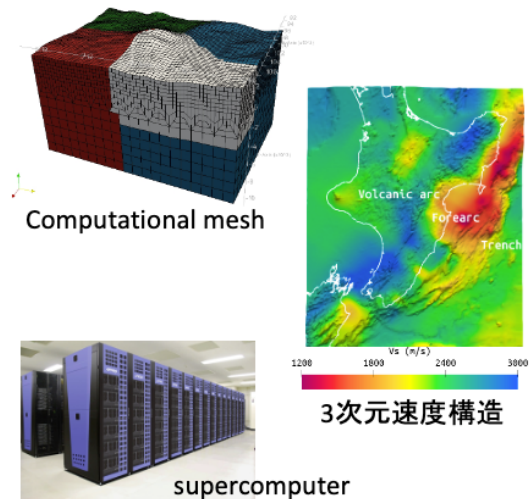 Computational mesh
Volcanic arc
Forearc
Trench
Vs (m/s)
1200 1800 2400 3000
3次元速度構造
supercomputer